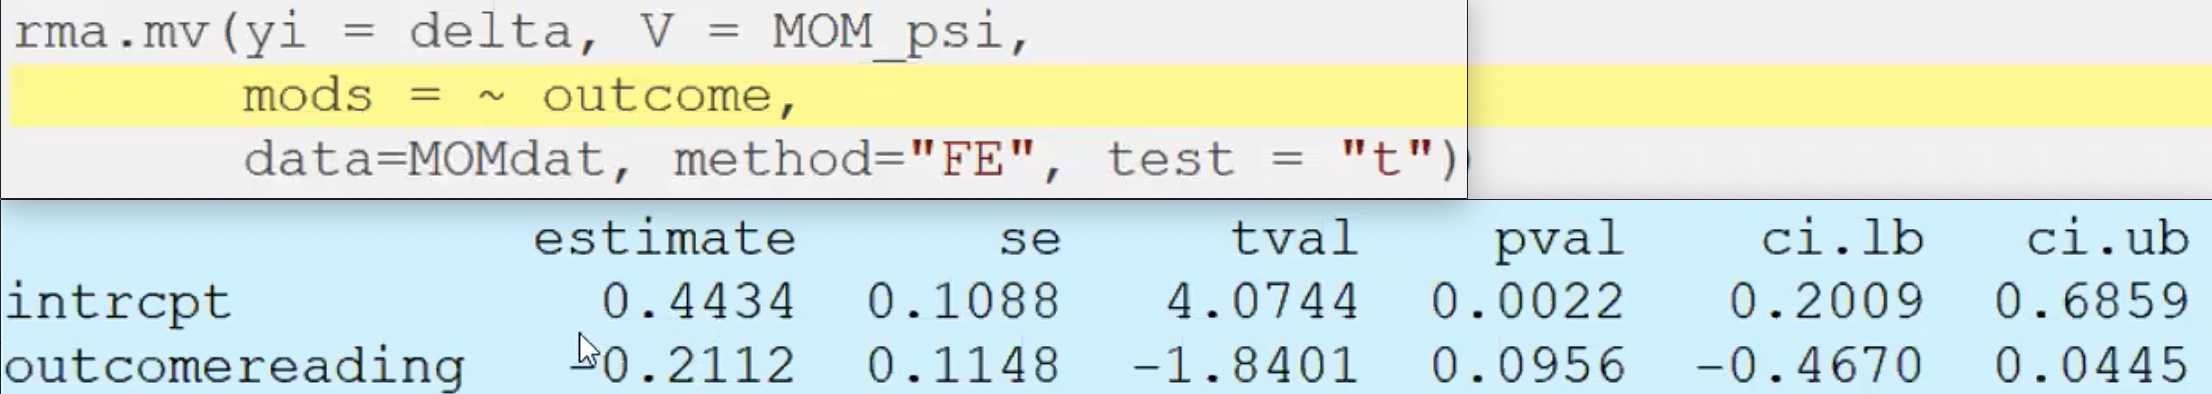 rma.mv(yi = delta, V = MOM_psi,
mods = ~ outcome,
data=MOMdat, method="FE", test = "t")
estimate se tval pval ci.lb ci.ub
intrcpt 0.4434 0.1088 4.0744 0.0022 0.2009 0.6859
outcomereading -0.2112 0.1148 -1.8401 0.0956 -0.4670 0.0445